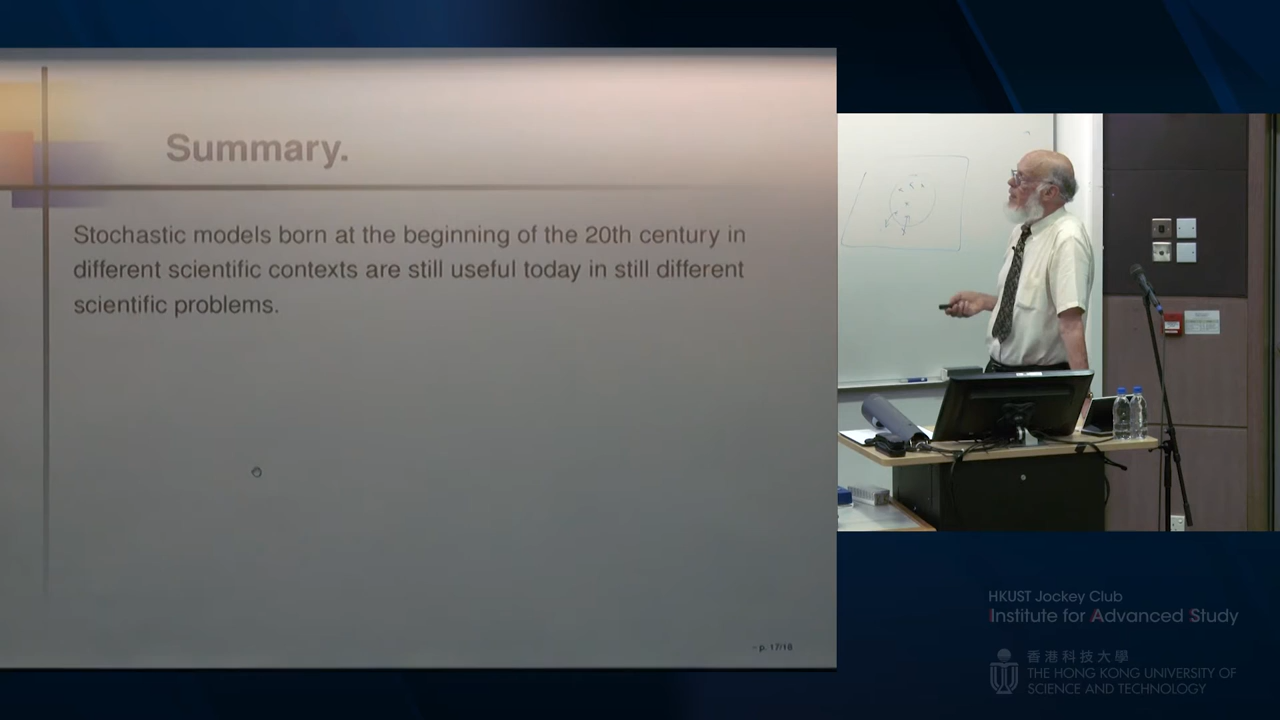 Summary.
Stochastic models born at the beginning of the 20th century in
different scientific contexts are still useful today in still different
scientific problems.
– p. 17/18
HKUST Jockey Club
Institute for Advanced Study
香港科技大學
THE HONG KONG UNIVERSITY OF
SCIENCE AND TECHNOLOGY